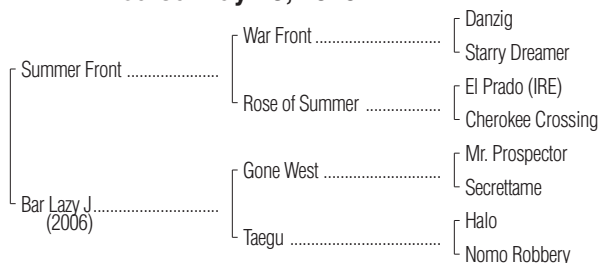 War Front
Danzig
Starry Dreamer
Summer Front
Rose of Summer
El Prado (IRE)
Cherokee Crossing
Gone West
Mr. Prospector
Secrettame
Bar Lazy J
(2006)
Taegu
Halo
Nomo Robbery